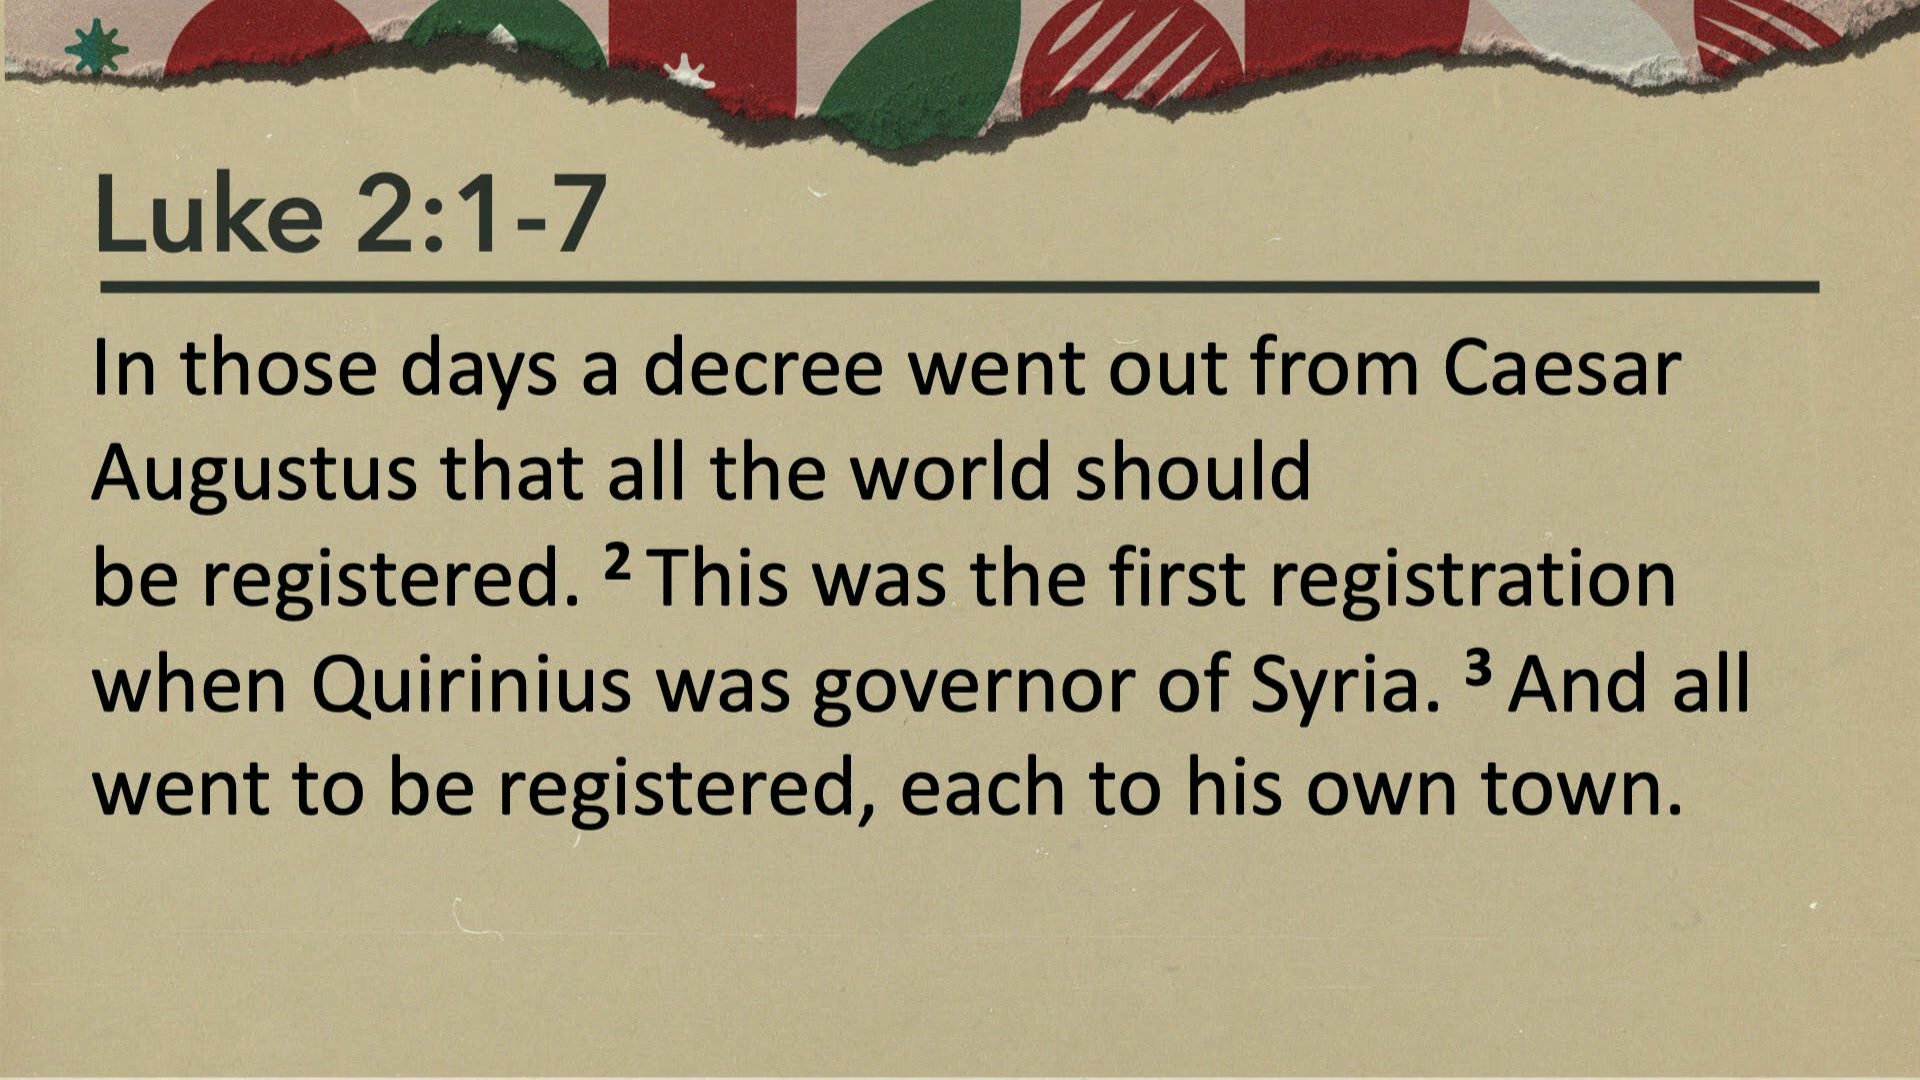 Luke 2:1-7
In those days a decree went out from Caesar
Augustus that all the world should
be registered. ² This was the first registration
when Quirinius was governor of Syria. ³ And all
went to be registered, each to his own town.